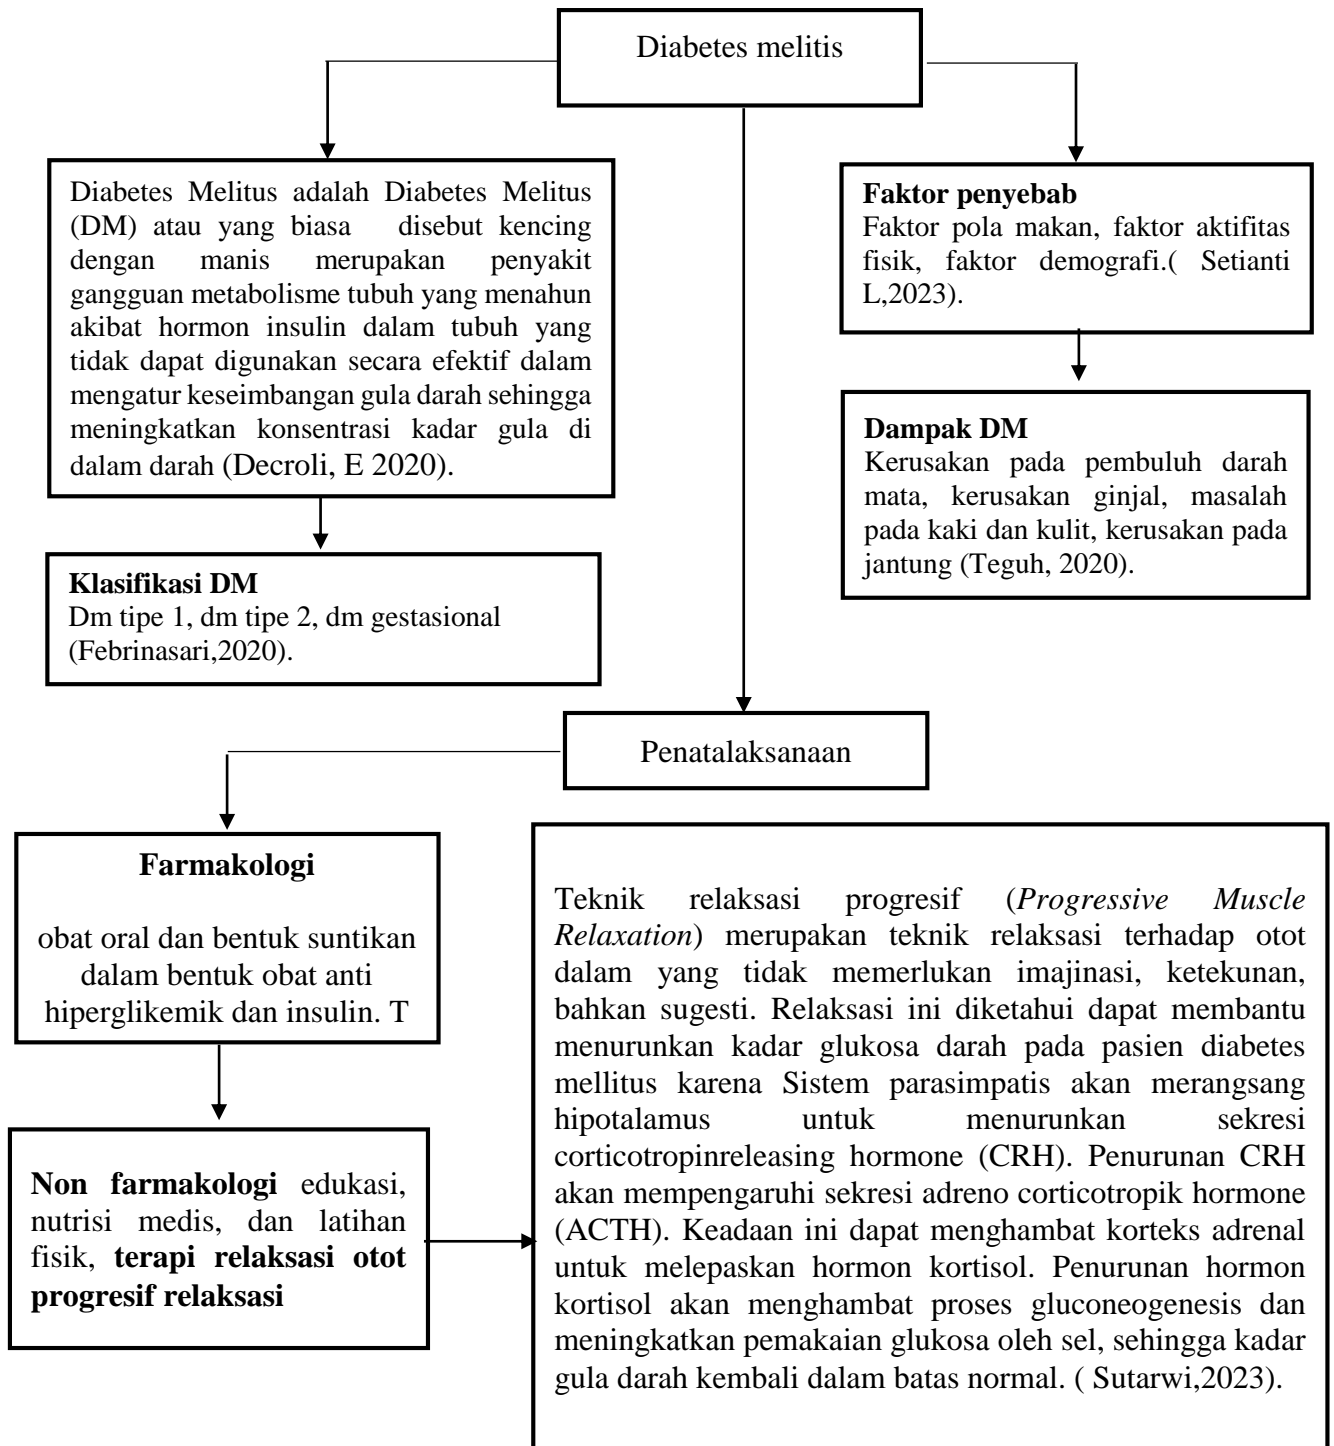 Diabetes melitis
Diabetes Melitus adalah Diabetes Melitus
(DM) atau yang biasa disebut kencing
dengan manis merupakan penyakit
gangguan metabolisme tubuh yang menahun
akibat hormon insulin dalam tubuh yang
tidak dapat digunakan secara efektif dalam
mengatur keseimbangan gula darah sehingga
meningkatkan konsentrasi kadar gula di
dalam darah (Decroli, E 2020).
Faktor penyebab
Faktor pola makan, faktor aktifitas
fisik, faktor demografi.( Setianti
L,2023).
Dampak DM
Kerusakan pada pembuluh darah
mata, kerusakan ginjal, masalah
pada kaki dan kulit, kerusakan pada
jantung (Teguh, 2020).
Klasifikasi DM
Dm tipe 1, dm tipe 2, dm gestasional
(Febrinasari,2020).
Penatalaksanaan
Farmakologi
obat oral dan bentuk suntikan
dalam bentuk obat anti
hiperglikemik dan insulin. T
Non farmakologi edukasi,
nutrisi medis, dan latihan
fisik, terapi relaksasi otot
progresif relaksasi
Teknik relaksasi progresif (Progressive Muscle
Relaxation) merupakan teknik relaksasi terhadap otot
dalam yang tidak memerlukan imajinasi, ketekunan,
bahkan sugesti. Relaksasi ini diketahui dapat membantu
menurunkan kadar glukosa darah pada pasien diabetes
mellitus karena Sistem parasimpatis akan merangsang
hipotalamus untuk menurunkan sekresi
corticotropinreleasing hormone (CRH). Penurunan CRH
akan mempengaruhi sekresi adreno corticotropik hormone
(ACTH). Keadaan ini dapat menghambat korteks adrenal
untuk melepaskan hormon kortisol. Penurunan hormon
kortisol akan menghambat proses gluconeogenesis dan
meningkatkan pemakaian glukosa oleh sel, sehingga kadar
gula darah kembali dalam batas normal. ( Sutarwi,2023).